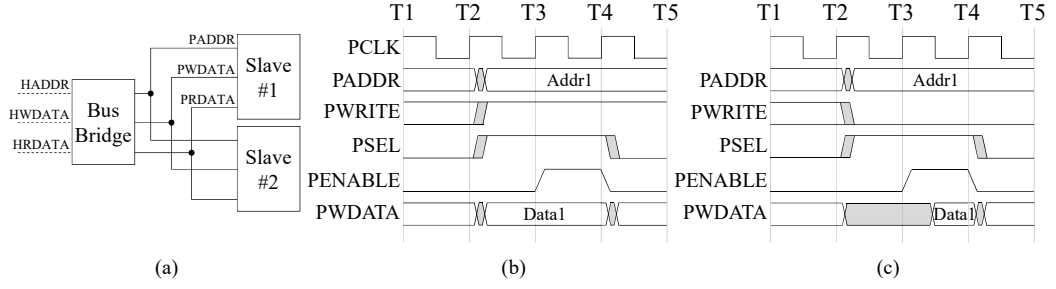 PADDR
PWDATA
PRDATA
HADDR
HWDATA
HRDATA
Bus
Bridge
Slave
#1
Slave
#2
(a)
T1 T2 T3 T4 T5
PCLK
PADDR Addr1
PWRITE
PSEL
PENABLE
PWDATA Data1
(b)
T1 T2 T3 T4 T5
PADDR Addr1
PWRITE
PSEL
PENABLE
PWDATA Data1
(c)